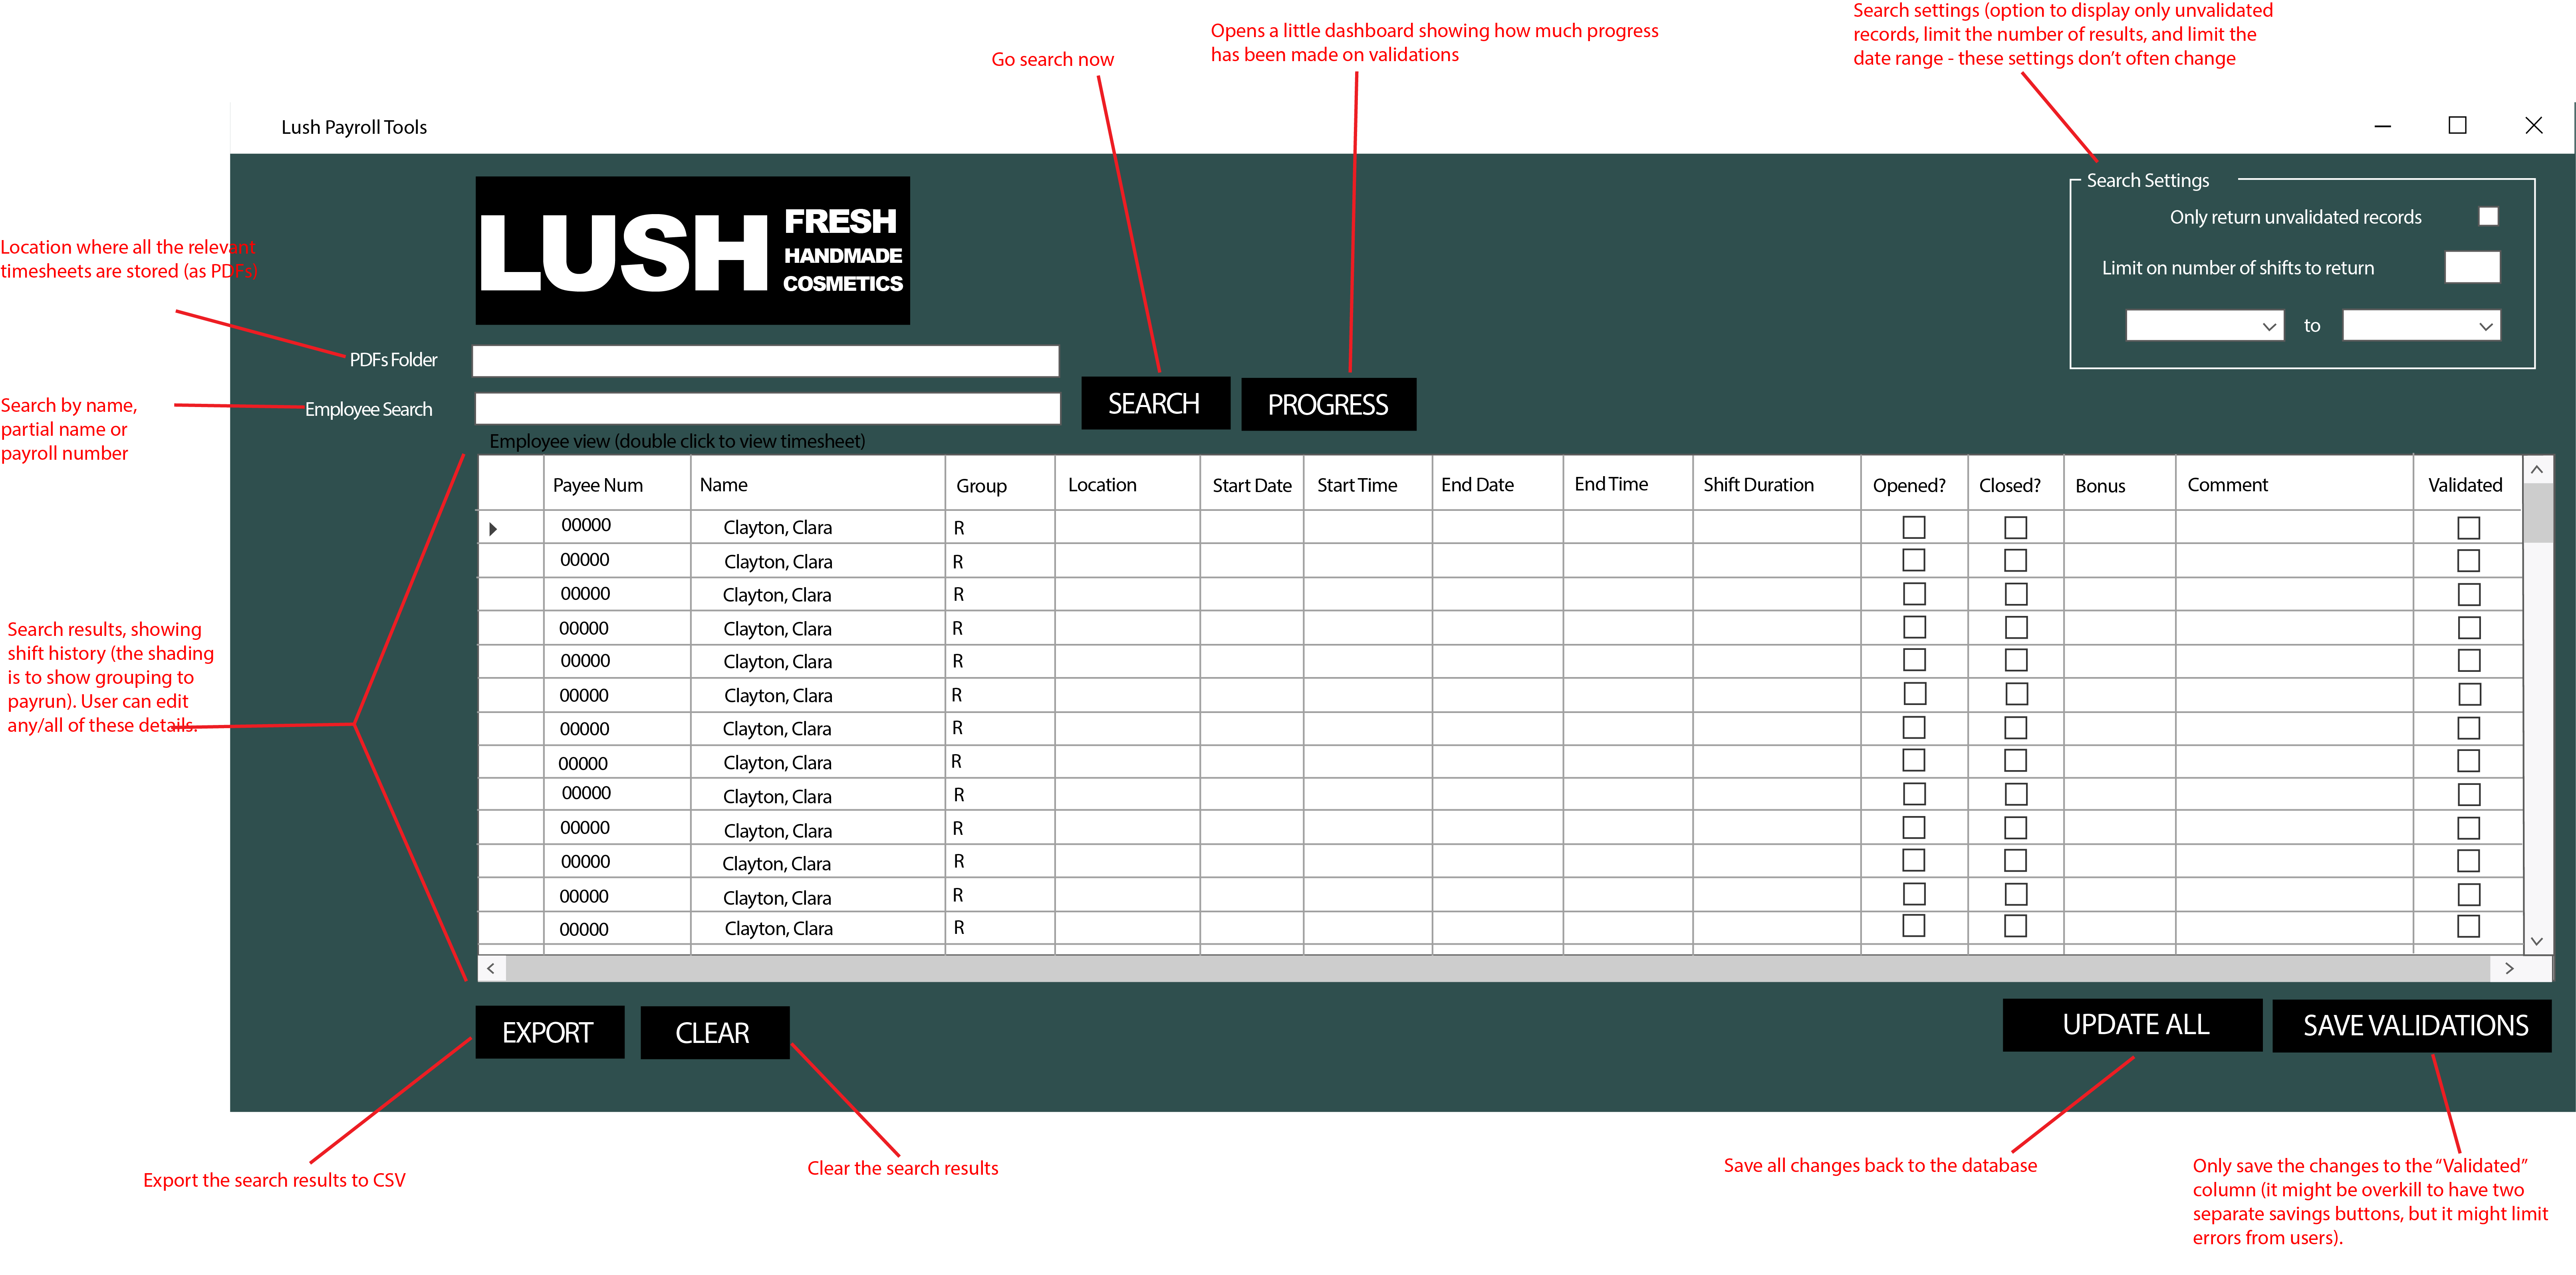 Search settings (option to display only unvalidated
records, limit the number of results, and limit the
date range - these settings don't often change
Opens a little dashboard showing how much progress
has been made on validations
Go search now
Lush Payroll Tools
Search Settings
Only return unvalidated records
Limit on number of shifts to return
to
LUSH
FRESH
HANDMADE
COSMETICS
Location where all the relevant
timesheets are stored (as PDFs)
PDFs Folder
Search by name,
partial name or
payroll number
Employee Search
SEARCH
PROGRESS
Employee view (double click to view timesheet)
Payee Num Name Group Location Start Date Start Time End Date End Time Shift Duration Opened? Closed? Bonus Comment Validated
00000 Clayton, Clara R
00000 Clayton, Clara R
00000 Clayton, Clara R
00000 Clayton, Clara R
00000 Clayton, Clara R
00000 Clayton, Clara R
00000 Clayton, Clara R
00000 Clayton, Clara R
00000 Clayton, Clara R
00000 Clayton, Clara R
00000 Clayton, Clara R
00000 Clayton, Clara R
00000 Clayton, Clara R
Search results, showing
shift history (the shading
is to show grouping to
payrun). User can edit
any/all of these details.
EXPORT
CLEAR
UPDATE ALL
SAVE VALIDATIONS
Export the search results to CSV
Clear the search results
Save all changes back to the database
Only save the changes to the "Validated"
column (it might be overkill to have two
separate savings buttons, but it might limit
errors from users).